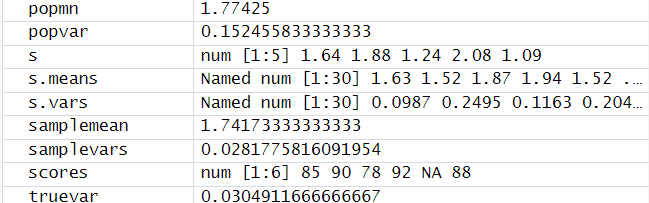 popmn 1.77425
popvar 0.152455833333333
s num [1:5] 1.64 1.88 1.24 2.08 1.09
s.means Named num [1:30] 1.63 1.52 1.87 1.94 1.52 ...
s.vars Named num [1:30] 0.0987 0.2495 0.1163 0.204...
samplemean 1.74173333333333
samplevars 0.0281775816091954
scores num [1:6] 85 90 78 92 NA 88
truevar 0.0304911666666667